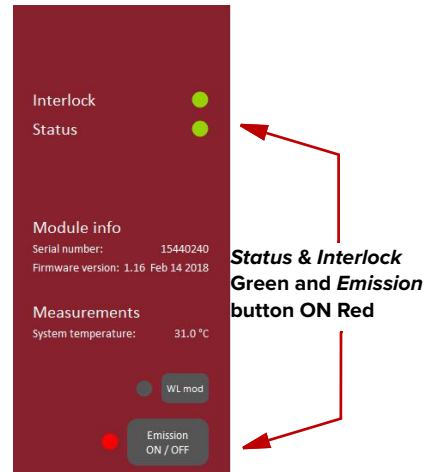 Interlock
Status
Module info
Serial number: 15440240
Firmware version: 1.16 Feb 14 2018
Measurements
System temperature: 31.0 °C
WL mod
Emission
ON / OFF
Status & Interlock
Green and Emission
button ON Red